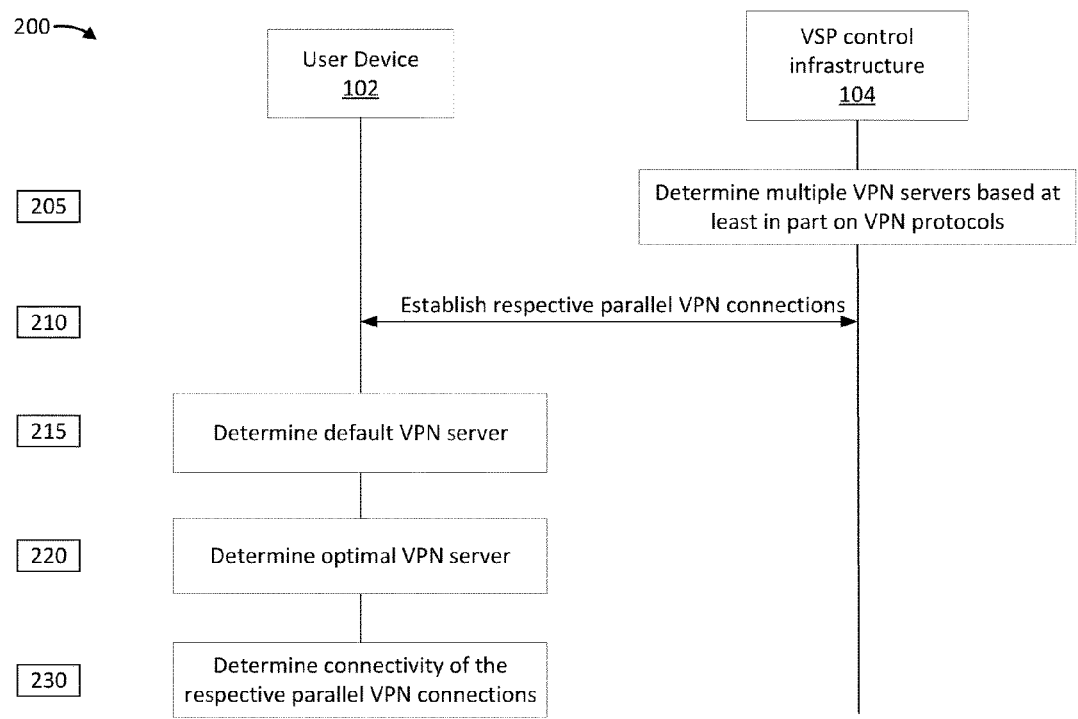 200
User Device
102
VSP control
infrastructure
104
205
Determine multiple VPN servers based at
least in part on VPN protocols
210
Establish respective parallel VPN connections
215
Determine default VPN server
220
Determine optimal VPN server
230
Determine connectivity of the
respective parallel VPN connections